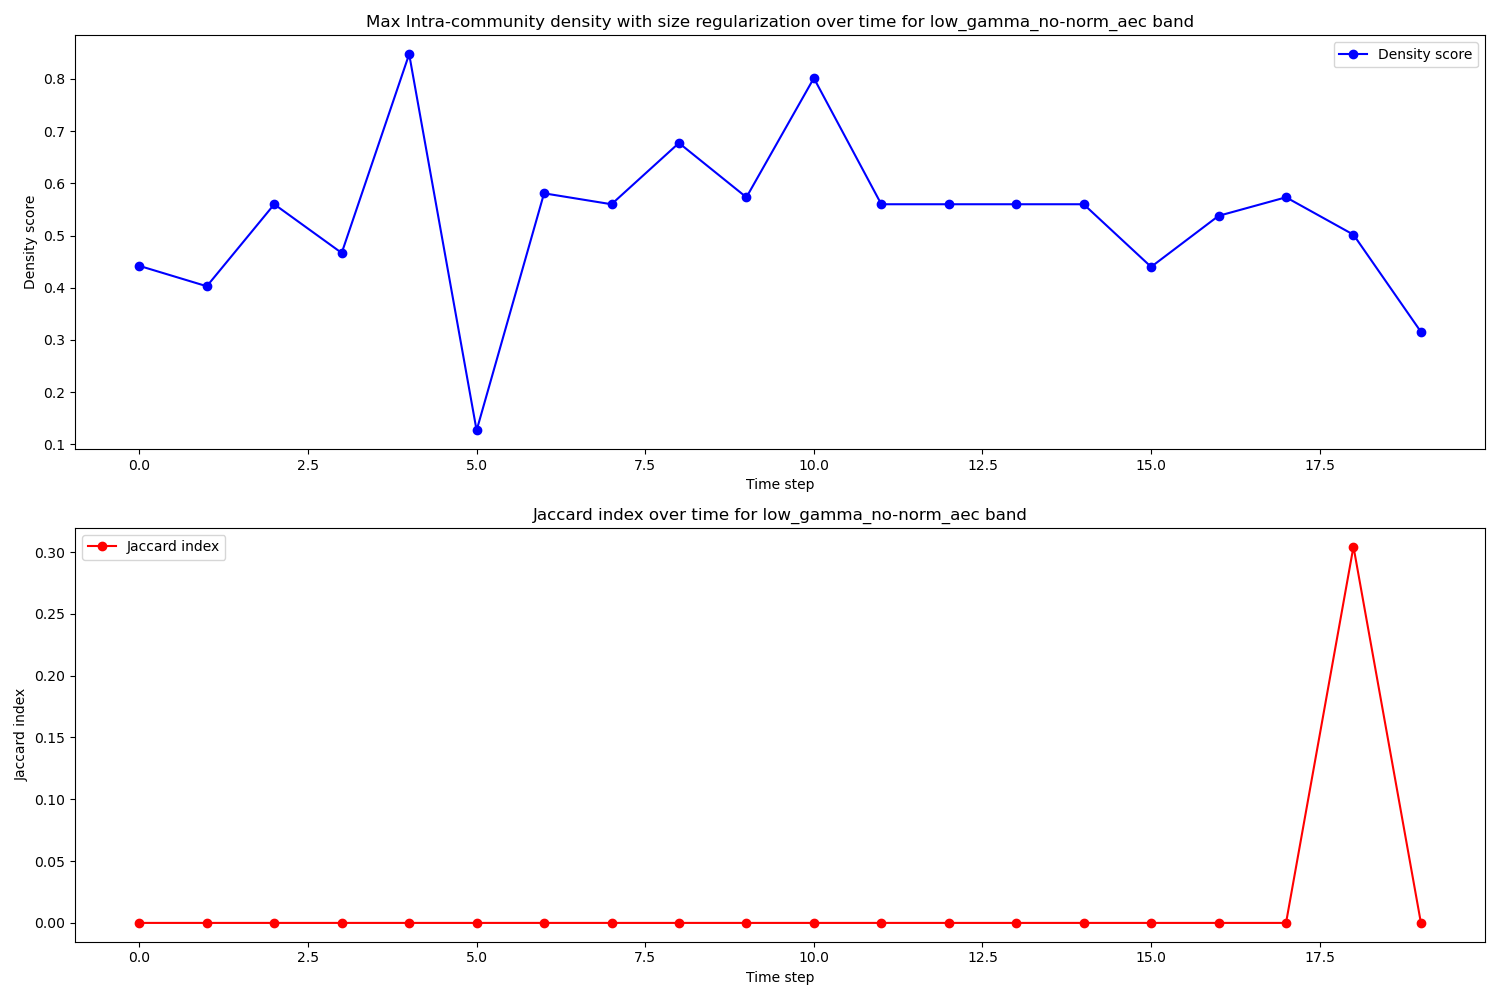 Max Intra-community density with size regularization over time for low_gamma_no-norm_aec band
Density score
Density score
0.8
0.7
0.6
0.5
0.4
0.3
0.2
0.1
0.0 2.5 5.0 7.5 10.0 12.5 15.0 17.5
Time step
Jaccard index over time for low_gamma_no-norm_aec band
Jaccard index
Jaccard index
0.30
0.25
0.20
0.15
0.10
0.05
0.00
0.0 2.5 5.0 7.5 10.0 12.5 15.0 17.5
Time step